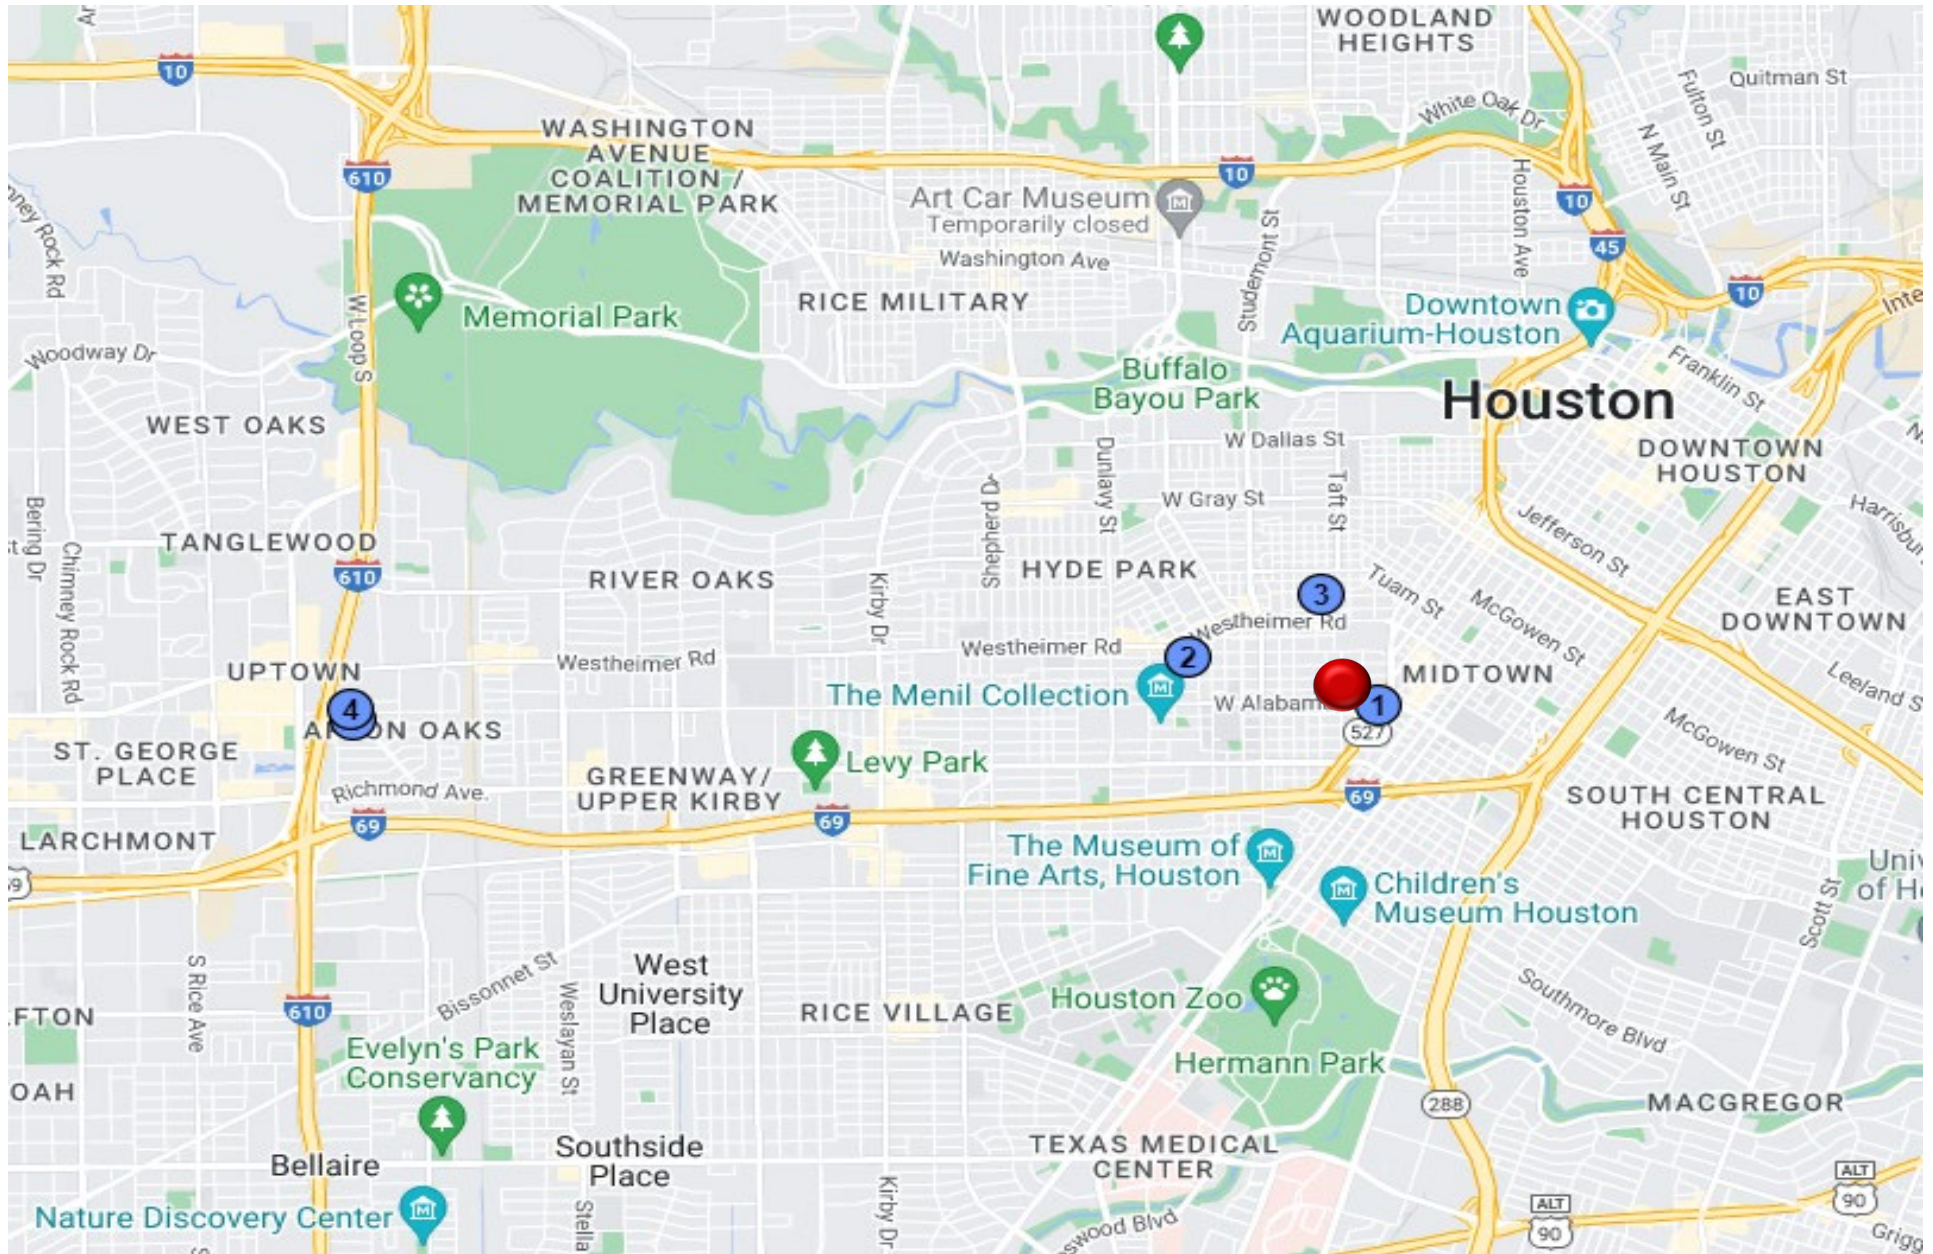 WOODLAND
HEIGHTS
Quitman St
Fulton St
10
White Oak Dr
WASHINGTON
AVENUE
COALITION /
MEMORIAL PARK
N Main St
610
10
Houston Ave
10
Art Car Museum
Temporarily closed
Washington Ave
Studemont St
45
10
W Loop S
Memorial Park
RICE MILITARY
Downtown
Aquarium-Houston
Woodway Dr
Buffalo
Bayou Park
Franklin St
Houston
WEST OAKS
W Dallas St
DOWNTOWN
HOUSTON
Dunlavy St
Taft St
W Gray St
Shepherd Dr
Bering Dr
Chimney Rock Rd
TANGLEWOOD
Jefferson St
610
RIVER OAKS
Kirby Dr
HYDE PARK
3
Tuam St
McGowen St
EAST
DOWNTOWN
Westheimer Rd
Westheimer Rd
Westheimer Rd
2
UPTOWN
The Menil Collection
MIDTOWN
Leeland S
W Alabam
1
4
OAKS
527
McGowen St
ST. GEORGE
PLACE
Levy Park
GREENWAY/
UPPER KIRBY
Richmond Ave.
69
69
69
SOUTH CENTRAL
HOUSTON
LARCHMONT
The Museum of
Fine Arts, Houston
Children's
Museum Houston
Scott St
S Rice Ave
Bissonnet St
Weslayan St
West
University
Place
RICE VILLAGE
Houston Zoo
Southmore Blvd
610
Evelyn's Park
Conservancy
Hermann Park
OAH
288
MACGREGOR
Bellaire
Southside
Place
TEXAS MEDICAL
CENTER
Kirby Dr
Stella
Nature Discovery Center
ALT
90
ALT
90